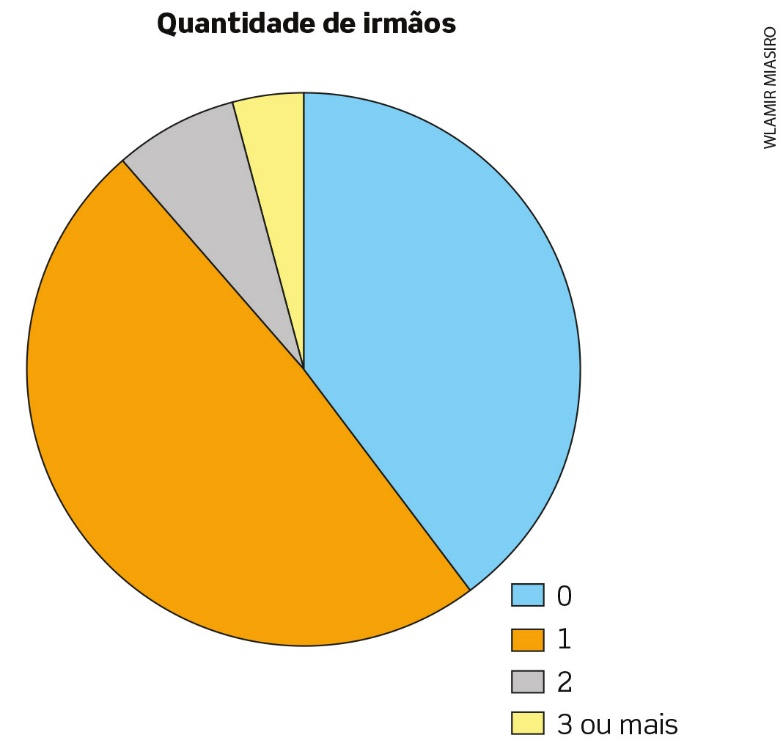 Quantidade de irmãos
WLAMIR MIASIRO
0
1
2
3 ou mais